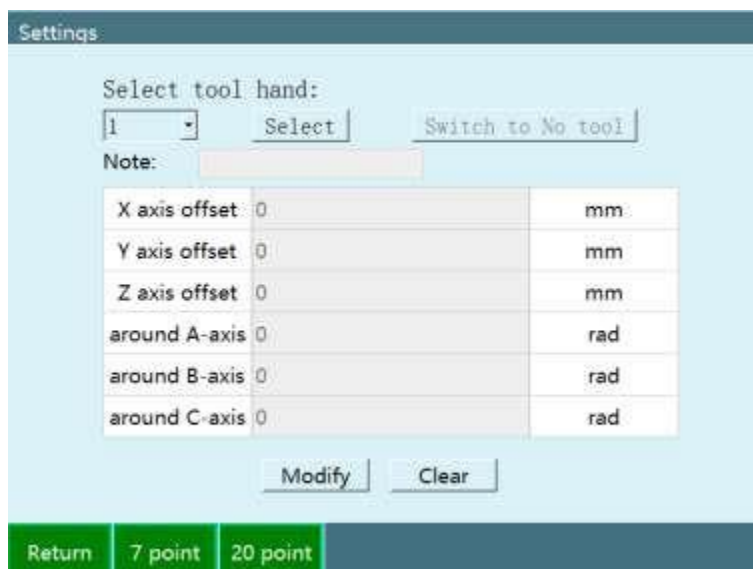 Settings
Select tool hand:
1 Select Switch to No tool
Note:
X axis offset 0 mm
Y axis offset 0 mm
Z axis offset 0 mm
around A-axis 0 rad
around B-axis 0 rad
around C-axis 0 rad
Modify Clear
Return 7 point 20 point